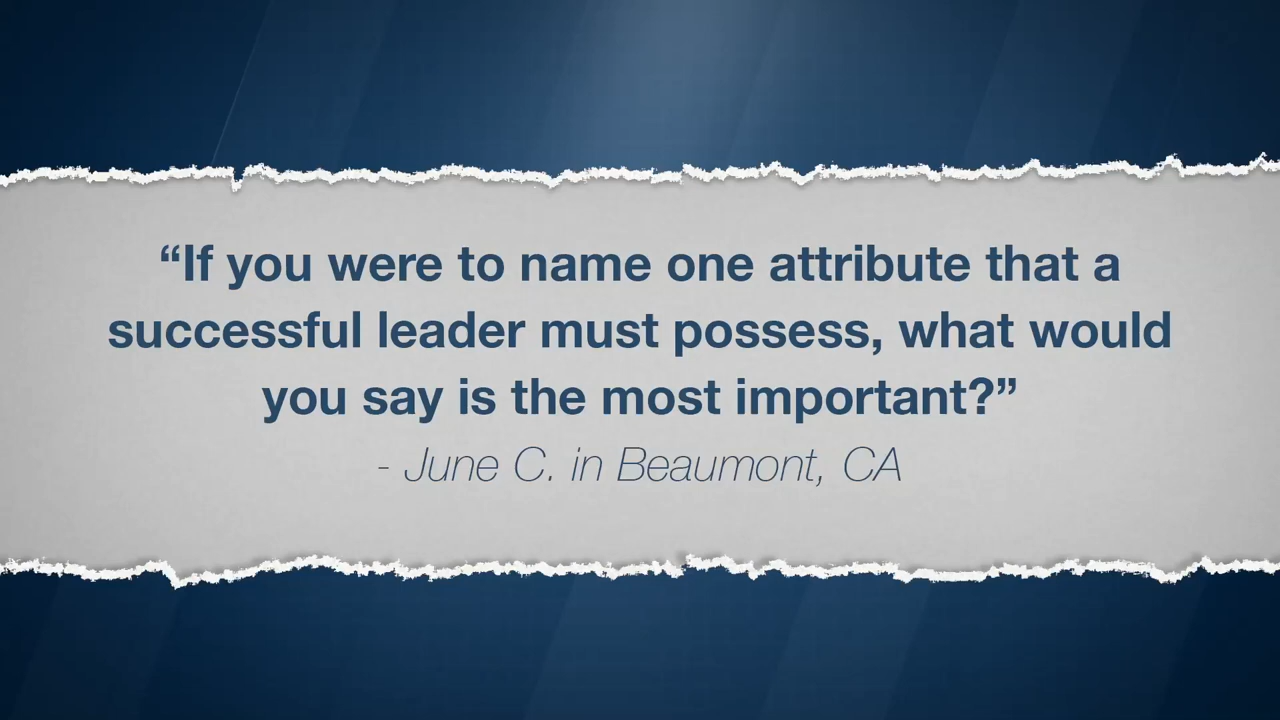 “If you were to name one attribute that a
successful leader must possess, what would
you say is the most important?”
- June C. in Beaumont, CA